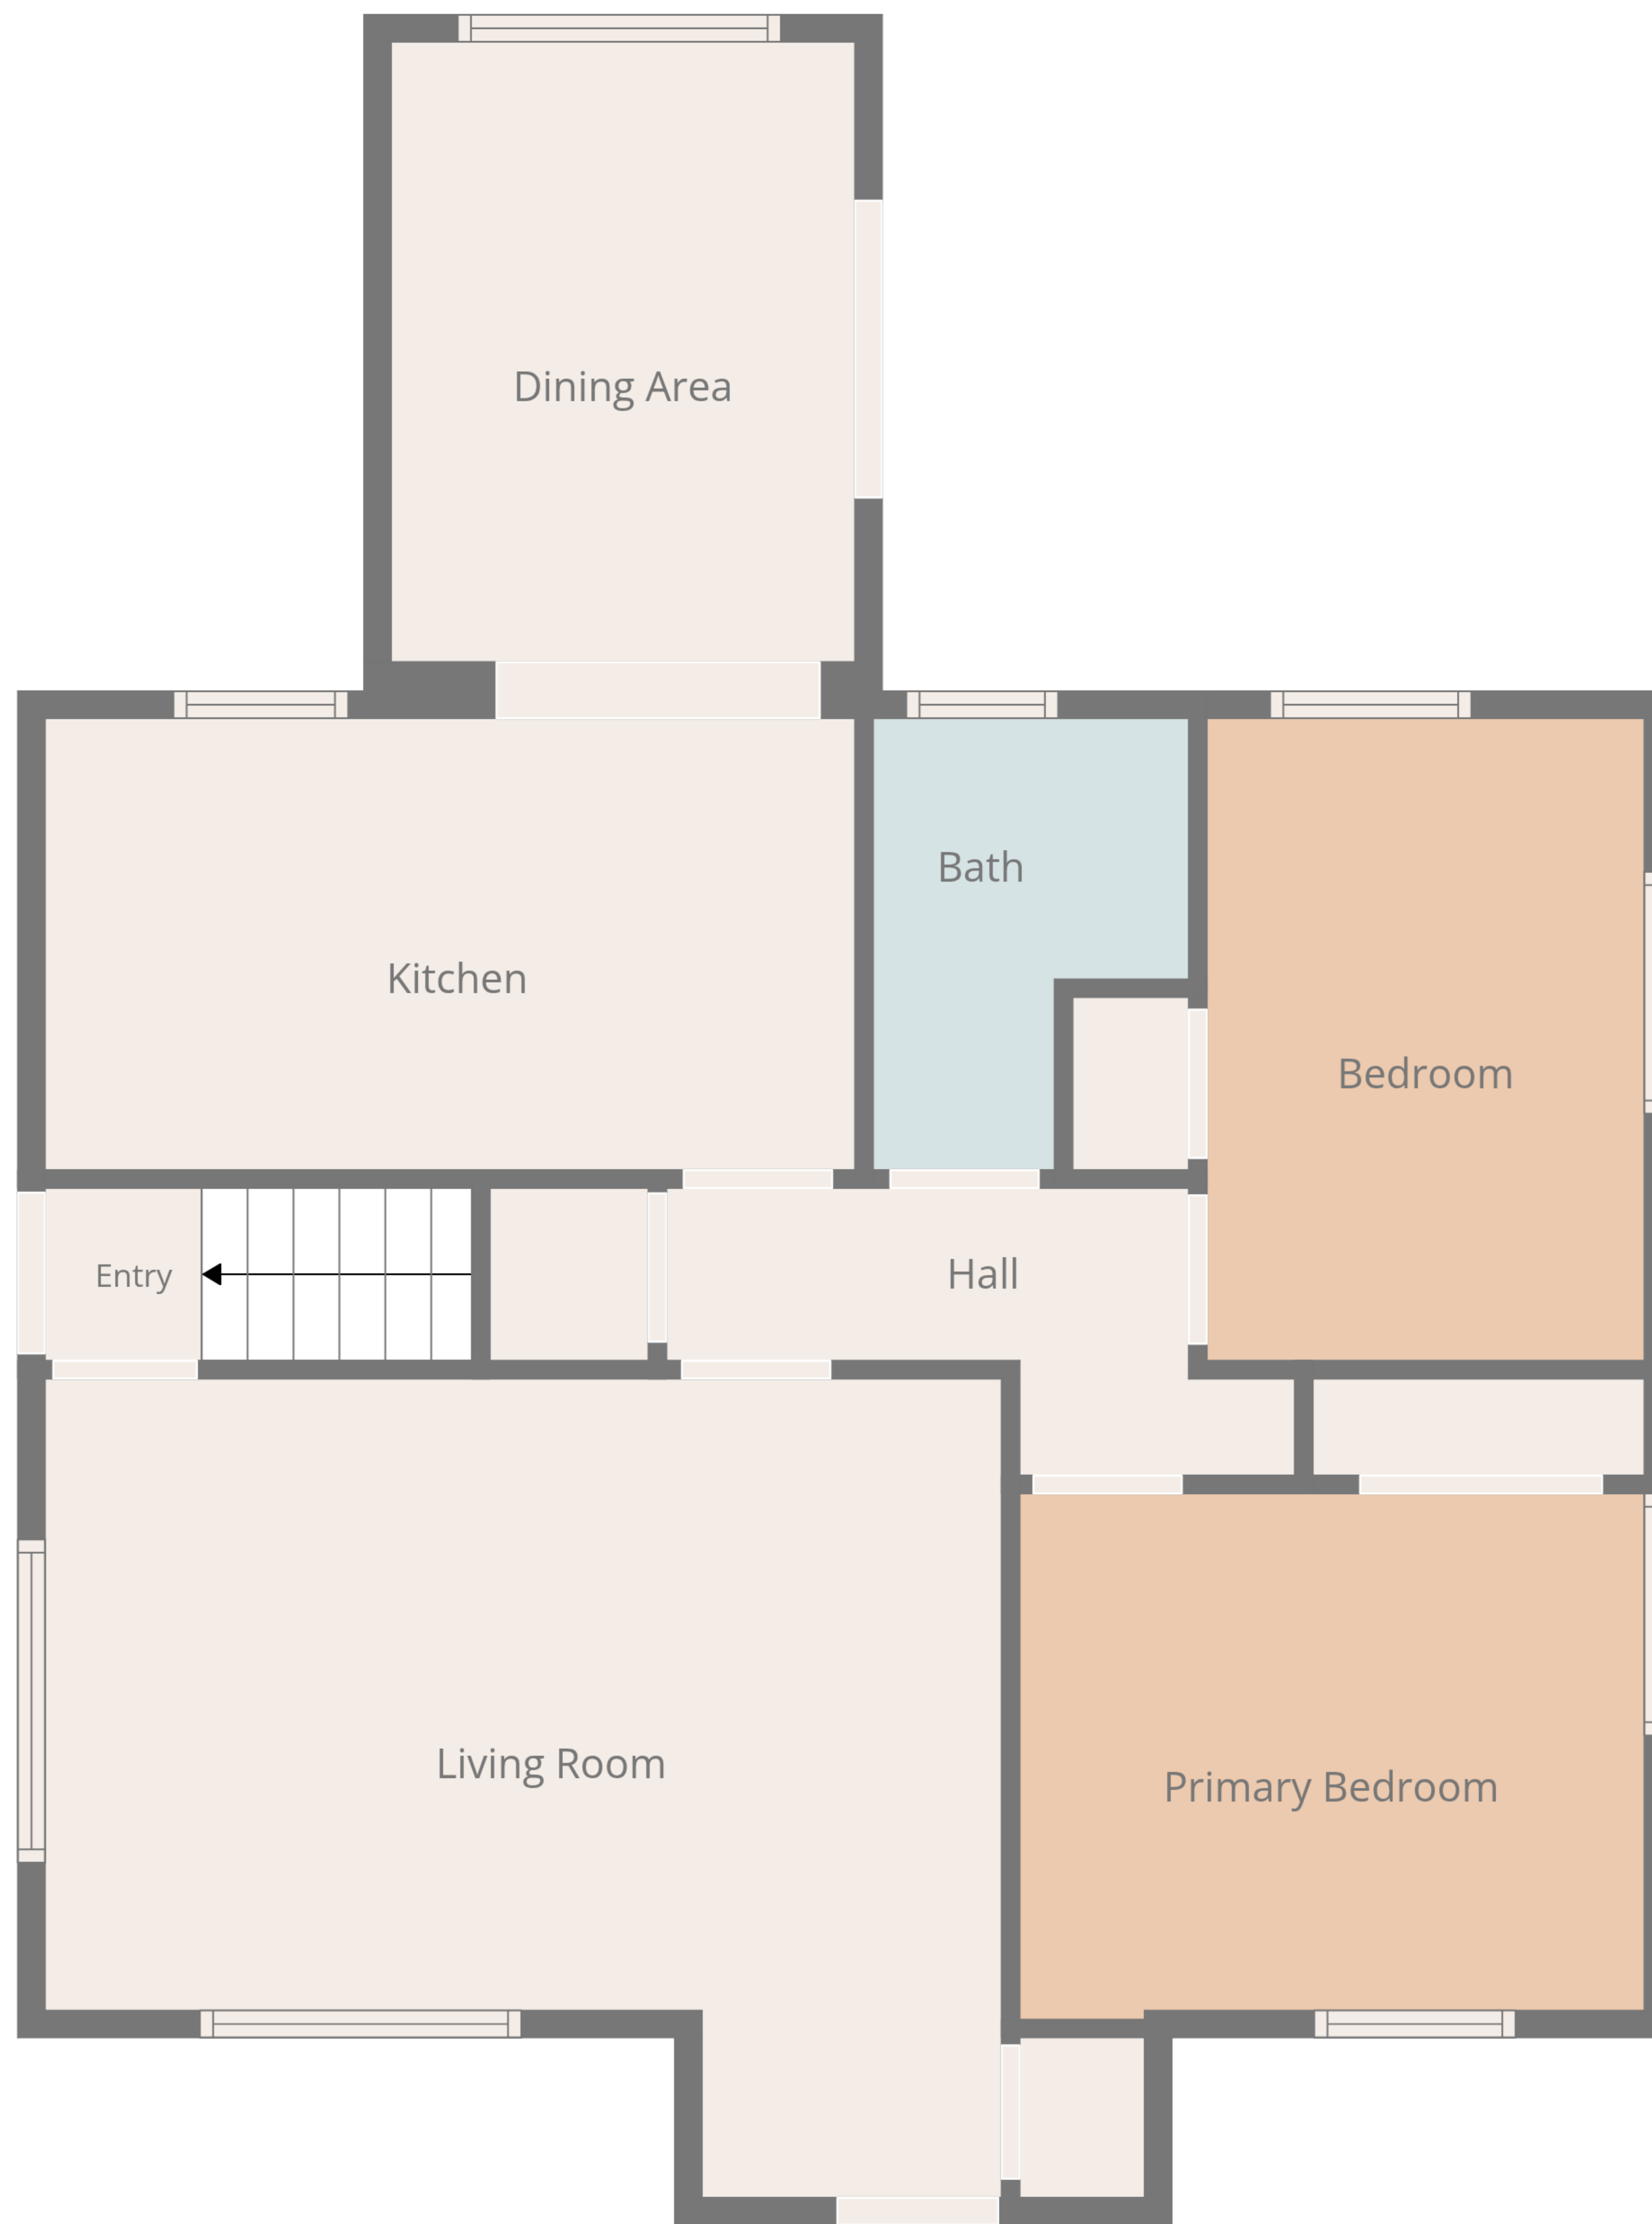 Dining Area
Bath
Kitchen
Bedroom
Entry
Hall
Living Room
Primary Bedroom